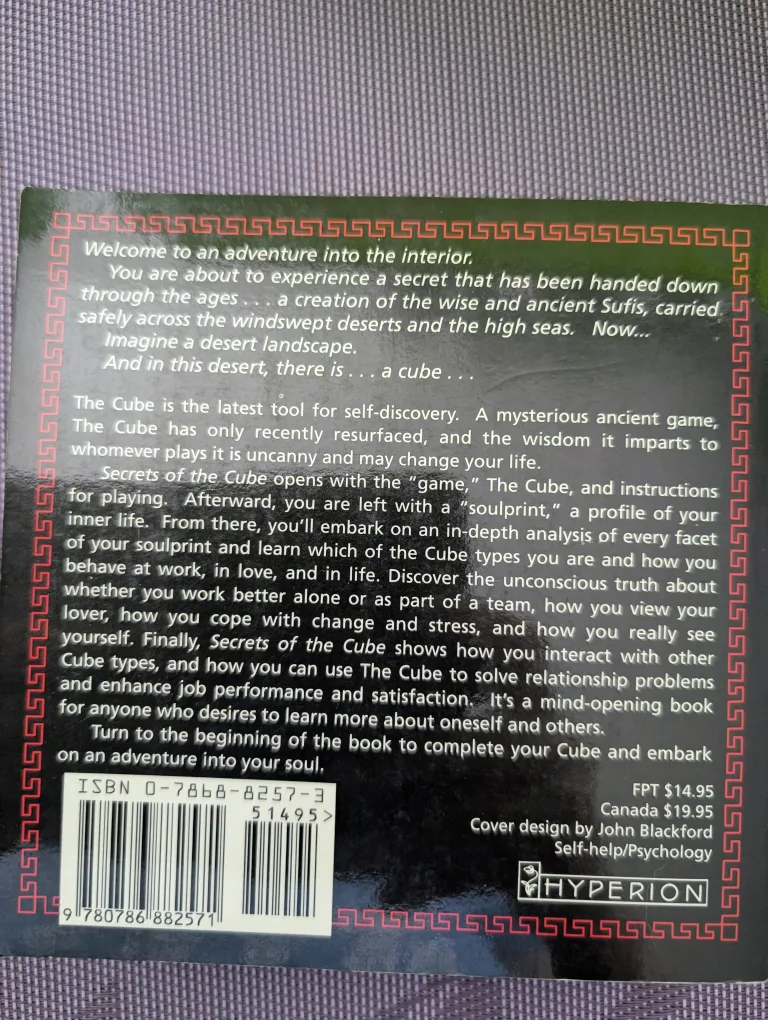 Welcome to an adventure into the interior.
You are about to experience a secret that has been handed down
through the ages . . . a creation of the wise and ancient Sufis, carried
safely across the windswept deserts and the high seas. Now...
Imagine a desert landscape.
And in this desert, there is . . . a cube . . .
The Cube is the latest tool for self-discovery. A mysterious ancient game,
The Cube has only recently resurfaced, and the wisdom it imparts to
whomever plays it is uncanny and may change your life.
Secrets of the Cube opens with the “game,” The Cube, and instructions
for playing. Afterward, you are left with a “soulprint,” a profile of your
inner life. From there, you’ll embark on an in-depth analysis of every facet
of your soulprint and learn which of the Cube types you are and how you
behave at work, in love, and in life. Discover the unconscious truth about
whether you work better alone or as part of a team, how you view your
lover, how you cope with change and stress, and how you really see
yourself. Finally, Secrets of the Cube shows how you interact with other
Cube types, and how you can use The Cube to solve relationship problems
and enhance job performance and satisfaction. It’s a mind-opening book
for anyone who desires to learn more about oneself and others.
Turn to the beginning of the book to complete your Cube and embark
on an adventure into your soul.
ISBN 0-7868-8257-3
51495>
9 780786 882571
FPT $14.95
Canada $19.95
Cover design by John Blackford
Self-help/Psychology
HYPERION